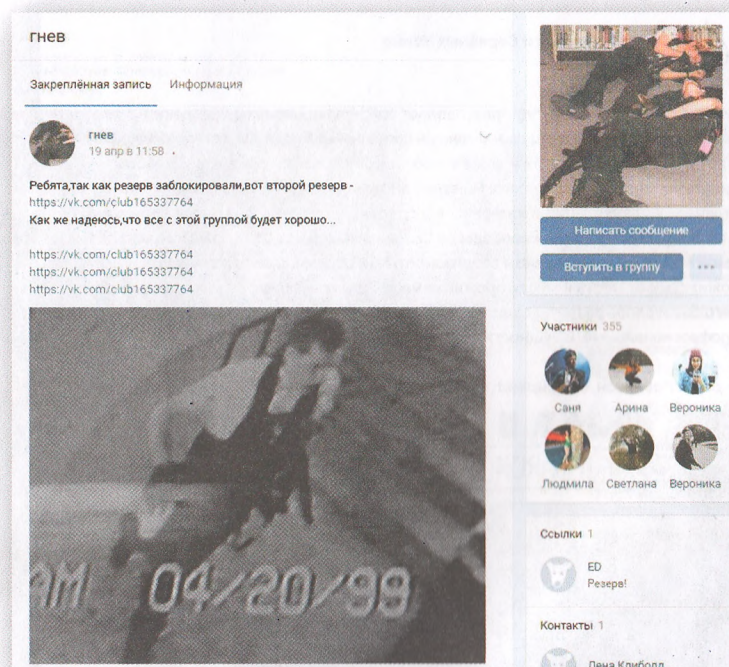 гнев
Закреплённая запись Информация
гнев
19 апр в 11:58
Ребята,так как резерв заблокировали,вот второй резерв -
https://vk.com/club165337764
Как же надеюсь,что все с этой группой будет хорошо...
https://vk.com/club165337764
https://vk.com/club165337764
https://vk.com/club165337764
AM 04/20/99
Написать сообщение
Вступить в группу
Участники 355
Саня Арина Вероника
Людмила Светлана Вероника
Ссылки 1
ED
Резерв!
Контакты 1
Лена Клиболд